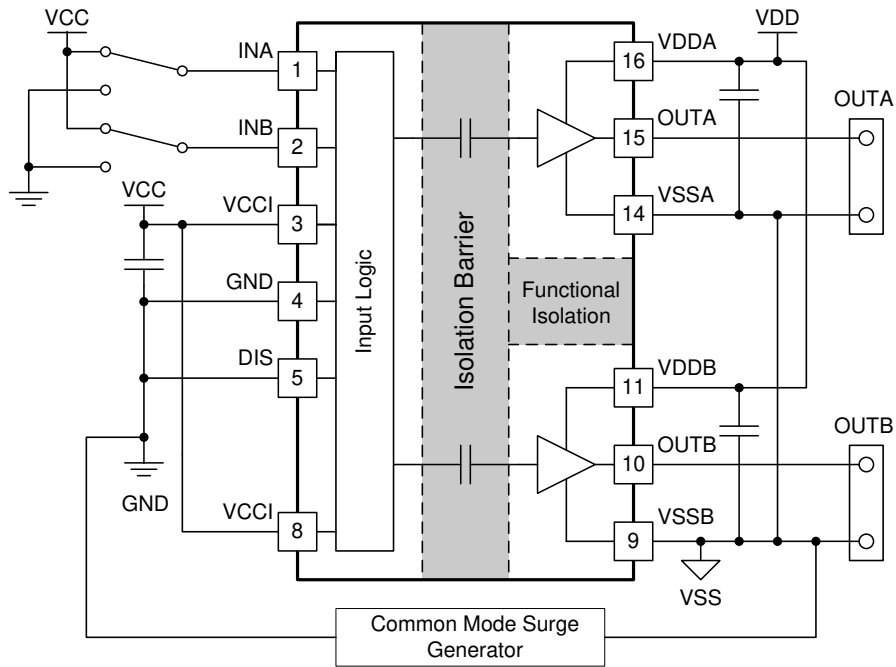 VCC
VDD
INA
1
16
VDDA
OUTA
INB
2
15
OUTA
VCC
VCCI
3
14
VSSA
GND
4
Input Logic
Isolation Barrier
Functional
Isolation
DIS
5
11
VDDB
10
OUTB
OUTB
GND
VCCI
8
9
VSSB
VSS
Common Mode Surge
Generator